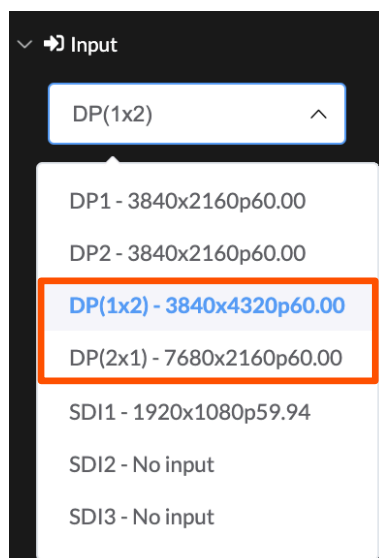 Input
DP(1x2)
DP1 - 3840x2160p60.00
DP2 - 3840x2160p60.00
DP(1x2) - 3840x4320p60.00
DP(2x1) - 7680x2160p60.00
SDI1 - 1920x1080p59.94
SDI2 - No input
SDI3 - No input